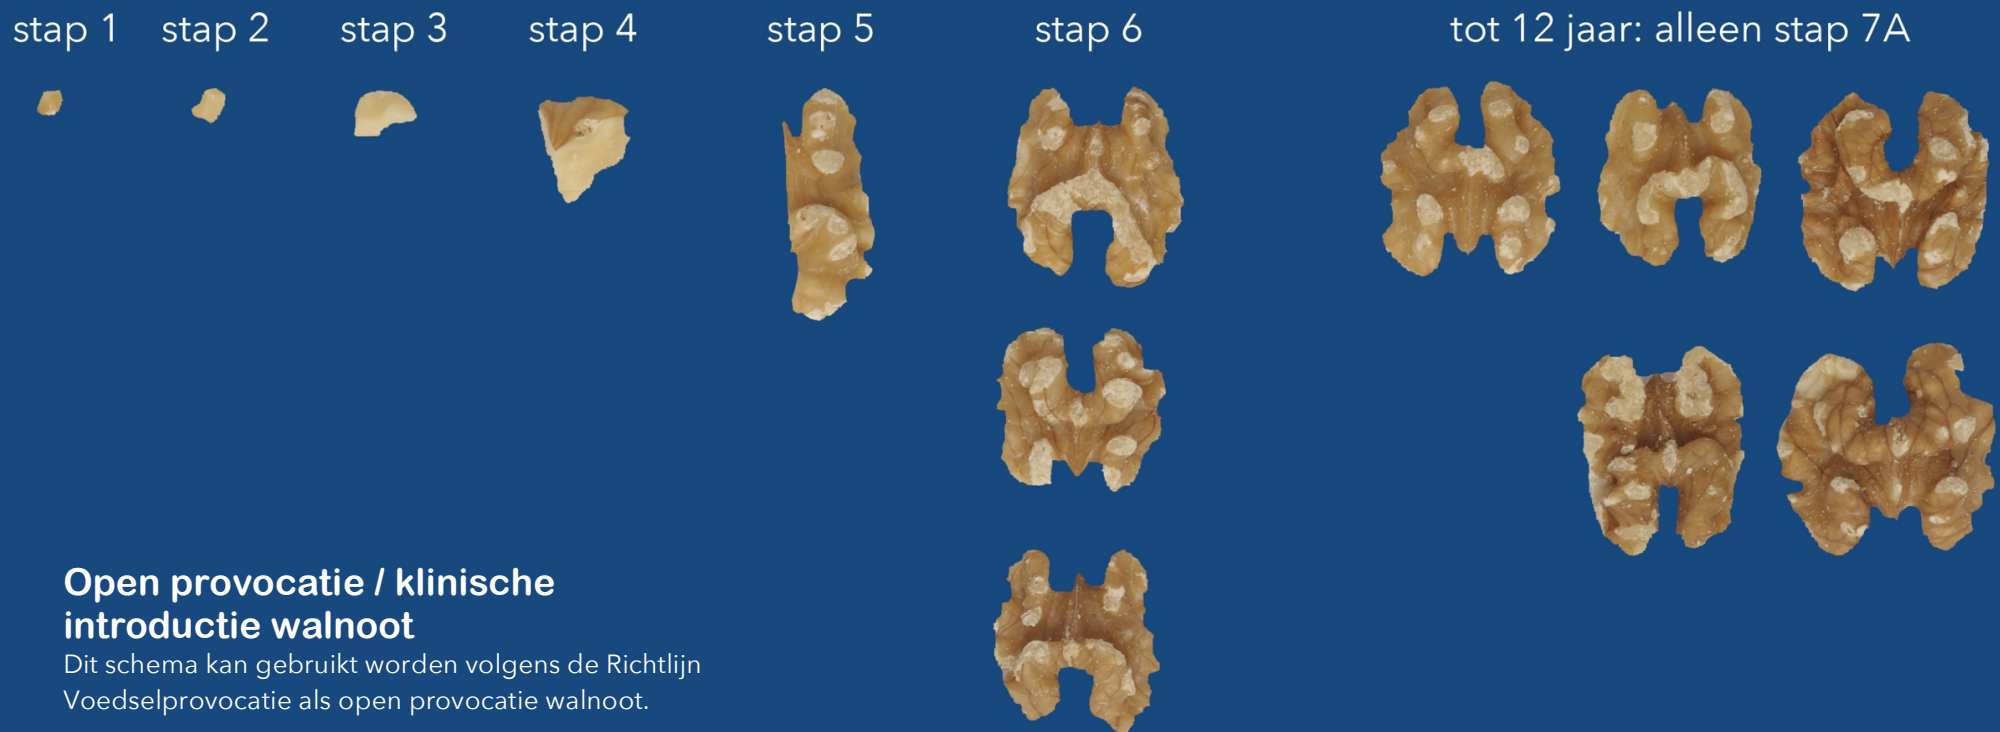 stap 1 stap 2 stap 3 stap 4 stap 5 stap 6 tot 12 jaar: alleen stap 7A
Open provocatie / klinische
introductie walnoot
Dit schema kan gebruikt worden volgens de Richtlijn
Voedselprovocatie als open provocatie walnoot.